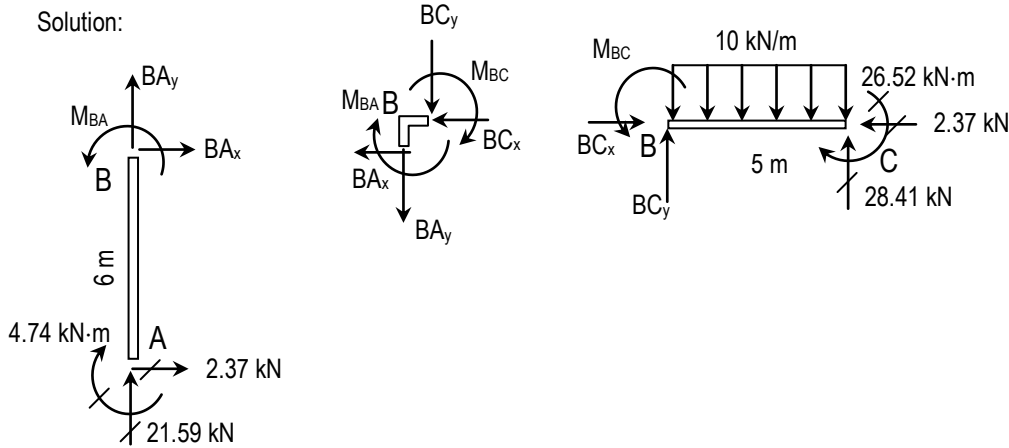 Solution:
BAy
MBA
BAx
B
6 m
4.74 kN·m
A
2.37 kN
21.59 kN
BCy
MBC
MBA
B
BCx
BAx
BAy
MBC
10 kN/m
26.52 kN·m
2.37 kN
BCx
B
5 m
C
BCy
28.41 kN